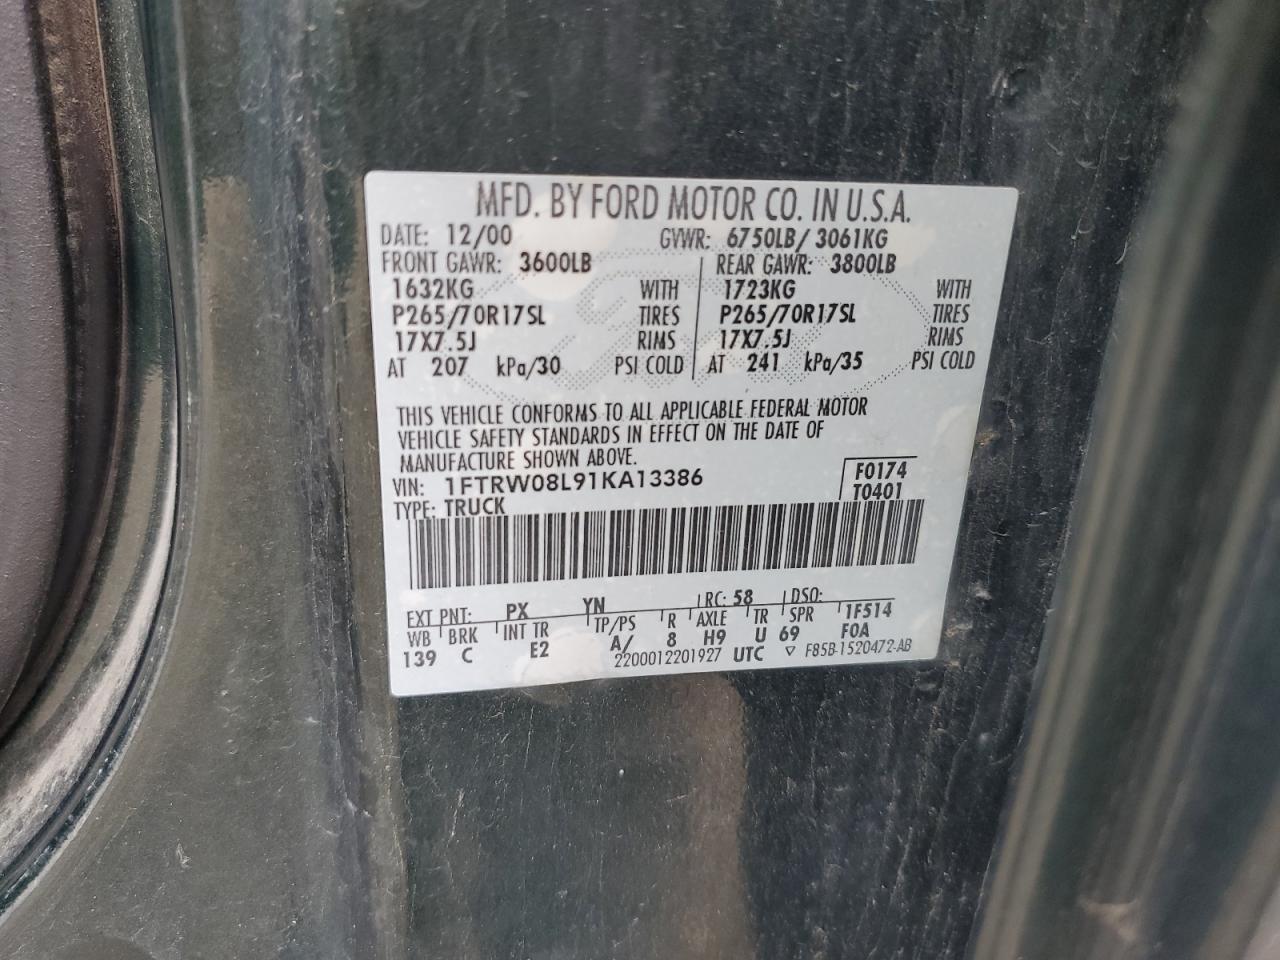 MFD. BY FORD MOTOR CO. IN U.S.A.
DATE: 12/00 GVWR: 6750LB/ 3061KG
FRONT GAWR: 3600LB REAR GAWR: 3800LB
1632KG WITH 1723KG WITH
P265/70R17SL TIRES P265/70R17SL TIRES
17X7.5J RIMS 17X7.5J RIMS
AT 207 kPa/30 PSI COLD AT 241 kPa/35 PSI COLD
THIS VEHICLE CONFORMS TO ALL APPLICABLE FEDERAL MOTOR
VEHICLE SAFETY STANDARDS IN EFFECT ON THE DATE OF
MANUFACTURE SHOWN ABOVE.
VIN: 1FTRW08L91KA13386 F0174
TYPE: TRUCK T0401
EXT PNT: PX YN RC: 58 DSO:
WB BRK INT TR TP/PS R AXLE TR SPR 1F514
139 C E2 A/ 8 H9 U 69 F0A
2200012201927 UTC ▽ F85B-1520472-AB